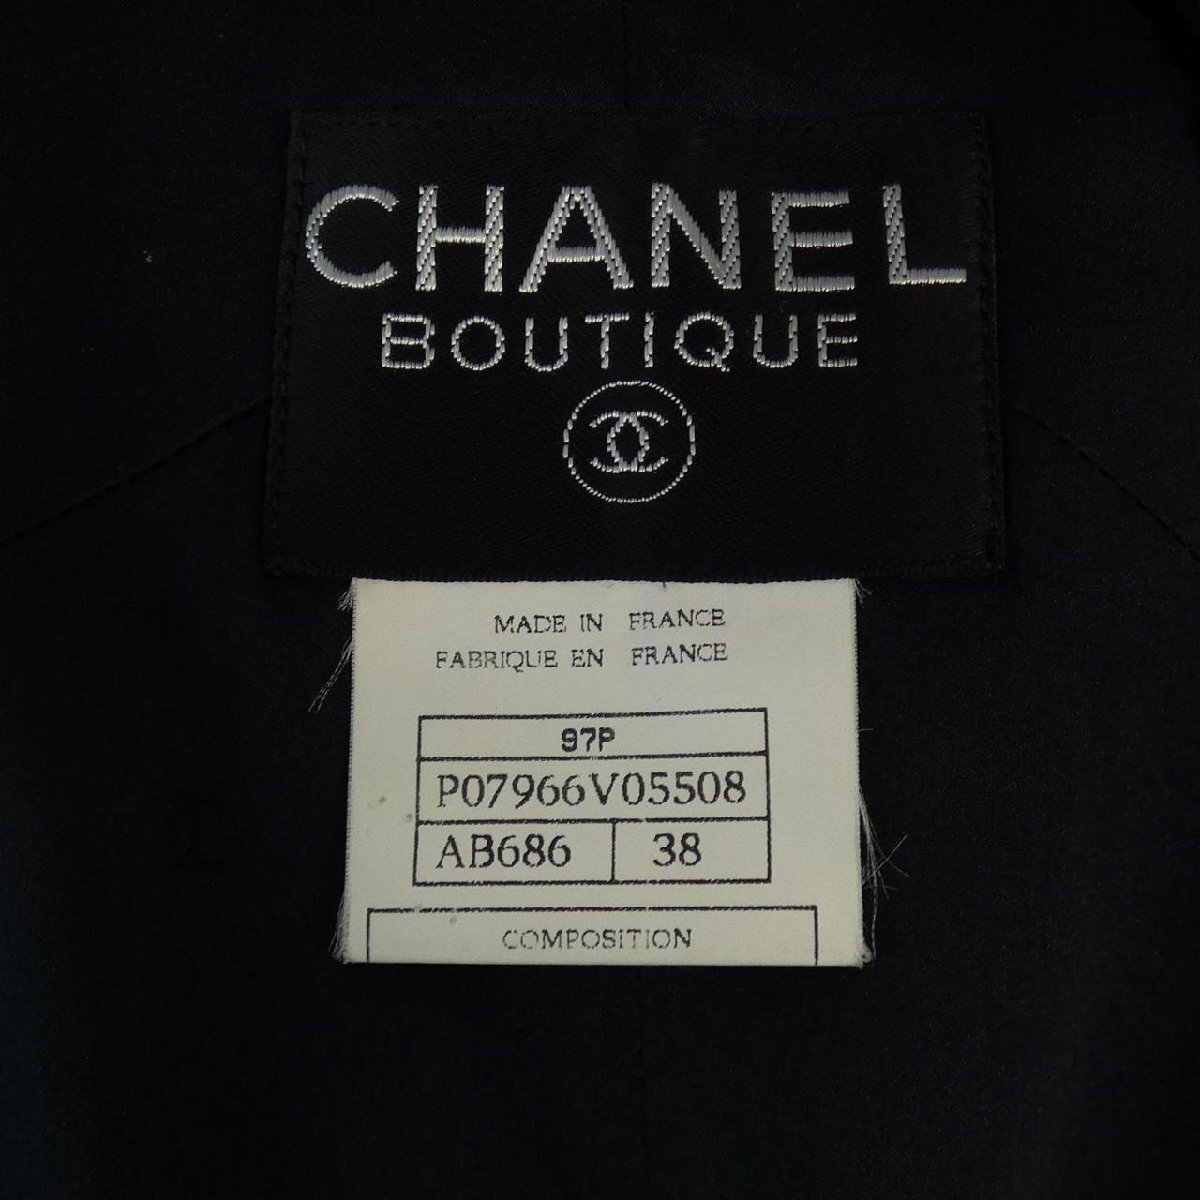 CHANEL
BOUTIQUE
MADE IN FRANCE
FABRIQUE EN FRANCE
97P
P07966V05508
AB686 38
COMPOSITION